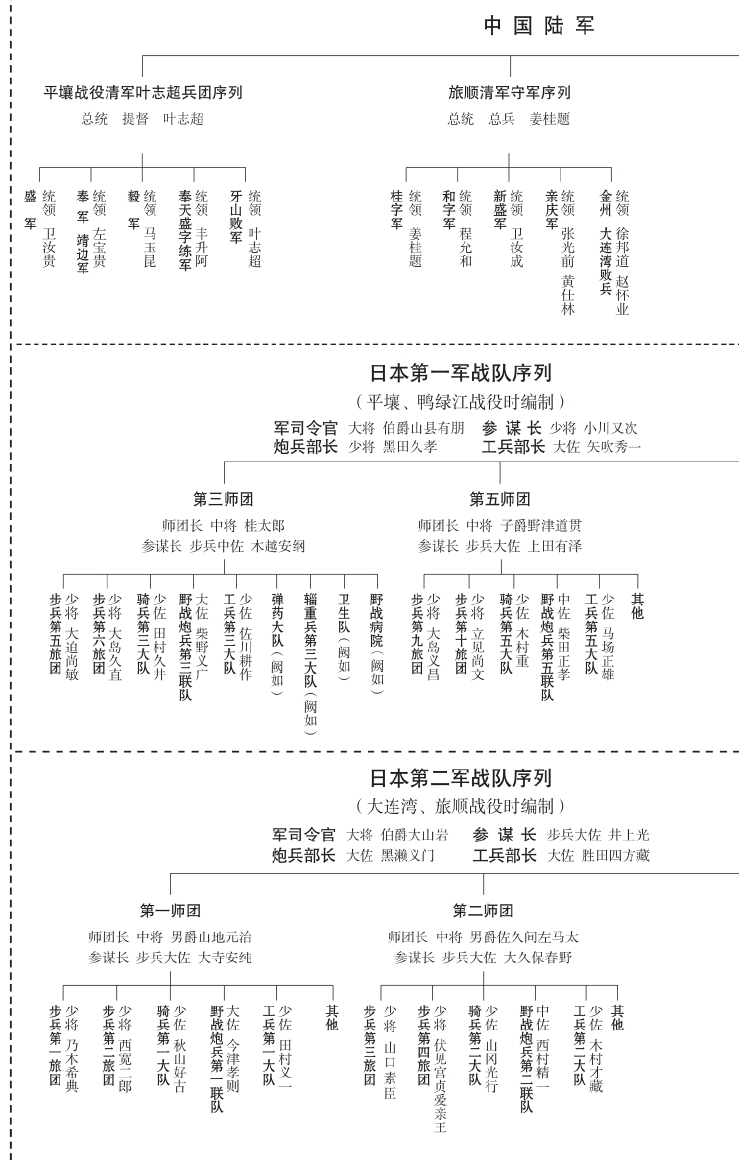 中国陆军
平壤战役清军叶志超兵团序列
总统 提督 叶志超
盛军 统领 卫汝贵
奉军 靖边军 统领 左宝贵
毅军 统领 马玉昆
奉天盛字练军 统领 丰升阿
牙山败军 统领 叶志超
旅顺清军守军序列
总统 总兵 姜桂题
桂字军 统领 姜桂题
和字军 统领 程允和
新盛军 统领 卫汝成
亲庆军 统领 张光前 黄仕林
金州 大连湾败兵 统领 徐邦道 赵怀业
日本第一军战队序列
（平壤、鸭绿江战役时编制）
军司令官 大将 伯爵山县有朋 参谋长 少将 小川又次
炮兵部长 少将 黑田久孝 工兵部长 大佐 矢吹秀一
第三师团
师团长 中将 桂太郎
参谋长 步兵中佐 木越安纲
步兵第五旅团 少将 大迫尚敏
步兵第六旅团 少将 大岛久直
骑兵第三大队 少佐 田村久井
野战炮兵第三联队 大佐 柴野义广
工兵第三大队 少佐 佐川耕作
弹药大队（阙如）
辎重兵第三大队（阙如）
卫生队（阙如）
野战病院（阙如）
第五师团
师团长 中将 子爵野津道贯
参谋长 步兵大佐 上田有泽
步兵第九旅团 少将 大岛义昌
步兵第十旅团 少将 立见尚文
骑兵第五大队 少佐 木村重
野战炮兵第五联队 中佐 柴田正孝
工兵第五大队 少佐 马场正雄
其他
日本第二军战队序列
（大连湾、旅顺战役时编制）
军司令官 大将 伯爵大山岩 参谋长 步兵大佐 井上光
炮兵部长 大佐 黑濑义门 工兵部长 大佐 胜田四方藏
第一师团
师团长 中将 男爵山地元治
参谋长 步兵大佐 大寺安纯
步兵第一旅团 少将 乃木希典
步兵第二旅团 少将 西宽二郎
骑兵第一大队 少佐 秋山好古
野战炮兵第一联队 大佐 今津孝则
工兵第一大队 少佐 田村义一
其他
第二师团
师团长 中将 男爵佐久间左马太
参谋长 步兵大佐 大久保春野
步兵第三旅团 少将 山口素臣
步兵第四旅团 少将 伏见宫贞爱亲王
骑兵第二大队 少佐 山冈光行
野战炮兵第二联队 中佐 西村精一
工兵第二大队 少佐 木村才藏
其他